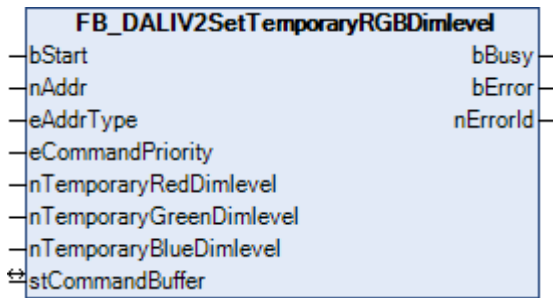 FB_DALIV2SetTemporaryRGBDimlevel
bStart bBusy
nAddr bError
eAddrType nErrorId
eCommandPriority
nTemporaryRedDimlevel
nTemporaryGreenDimlevel
nTemporaryBlueDimlevel
stCommandBuffer